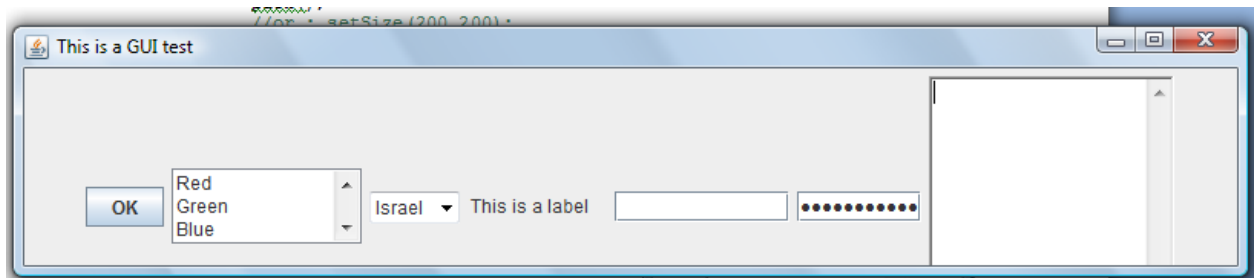 //or : setSize(200,200);
This is a GUI test
OK
Red
Green
Blue
Israel
This is a label
•••••••••••